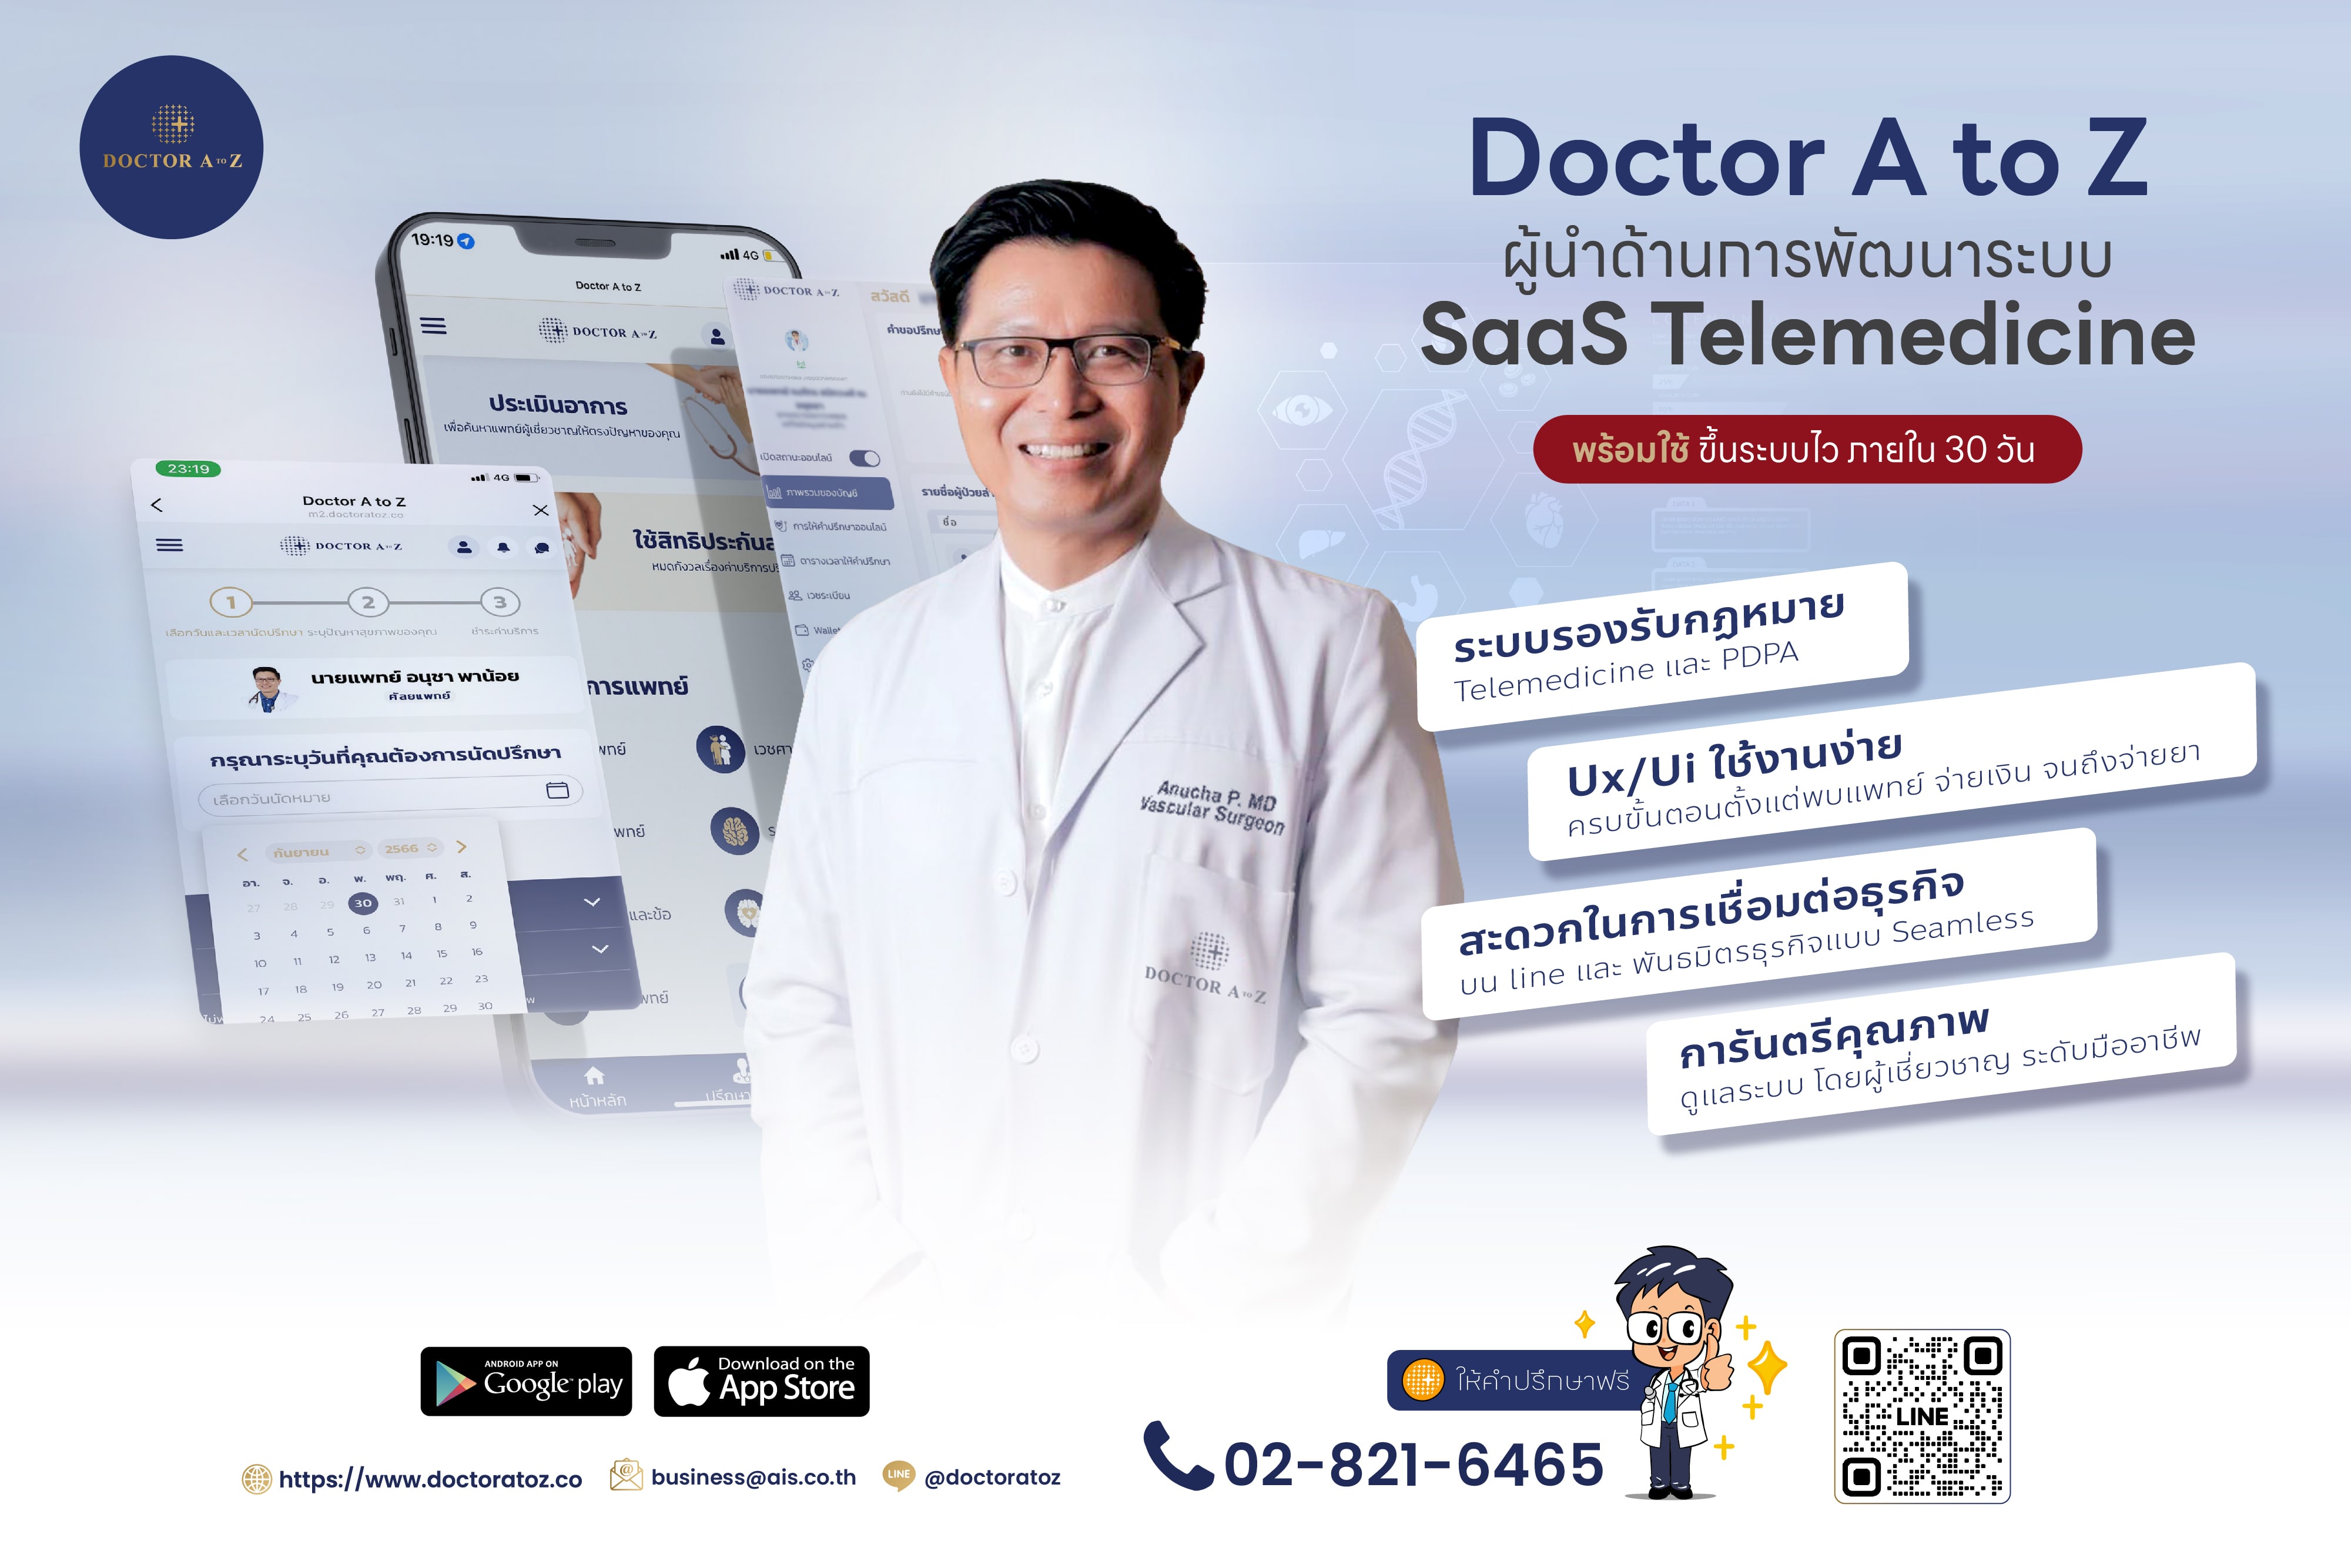 DOCTOR A TO Z
Doctor A to Z
ผู้นำด้านการพัฒนาระบบ
SaaS Telemedicine
พร้อมใช้ ขึ้นระบบไว ภายใน 30 วัน
ระบบรองรับกฎหมาย
Telemedicine และ PDPA
Ux/Ui ใช้งานง่าย
ครบขั้นตอนตั้งแต่พบแพทย์ จ่ายเงิน จนถึงจ่ายยา
สะดวกในการเชื่อมต่อธุรกิจ
บน line และ พันธมิตรธุรกิจแบบ Seamless
การันตรีคุณภาพ
ดูแลระบบ โดยผู้เชี่ยวชาญ ระดับมืออาชีพ
19:19
4G
Doctor A to Z
DOCTOR A TO Z
ประเมินอาการ
เพื่อค้นหาแพทย์ผู้เชี่ยวชาญให้ตรงปัญหาของคุณ
ใช้สิทธิประกัน
หมดกังวลเรื่องค่าบริการ
การแพทย์
เวชศา
และข้อ
หน้าหลัก
ปรึกษา
DOCTOR A TO Z
สวัสดี
คำขอปรึกษ
เปิดสถานะออนไลน์
ภาพรวมของบัญชี
รายชื่อผู้ป่วย
การให้คำปรึกษาออนไลน์
ชื่อ
ตารางเวลาให้คำปรึกษา
เวชระเบียน
Wallet
23:19
4G
Doctor A to Z
m2.doctoratoz.co
DOCTOR A TO Z
1 2 3
เลือกวันและเวลานัดปรึกษา ระบุปัญหาสุขภาพของคุณ ชำระค่าบริการ
นายแพทย์ อนุชา พาน้อย
ศัลยแพทย์
กรุณาระบุวันที่คุณต้องการนัดปรึกษา
เลือกวันนัดหมาย
กันยายน 2566
อา. จ. อ. พ. พฤ. ศ. ส.
27 28 29 30 31 1 2
3 4 5 6 7 8 9
10 11 12 13 14 15 16
17 18 19 20 21 22 23
24 25 26 27 28 29 30
Anucha P. MD
Vascular Surgeon
DOCTOR A TO Z
ANDROID APP ON
Google play
Download on the
App Store
https://www.doctoratoz.co
business@ais.co.th
LINE
@doctoratoz
ให้คำปรึกษาฟรี
02-821-6465
LINE